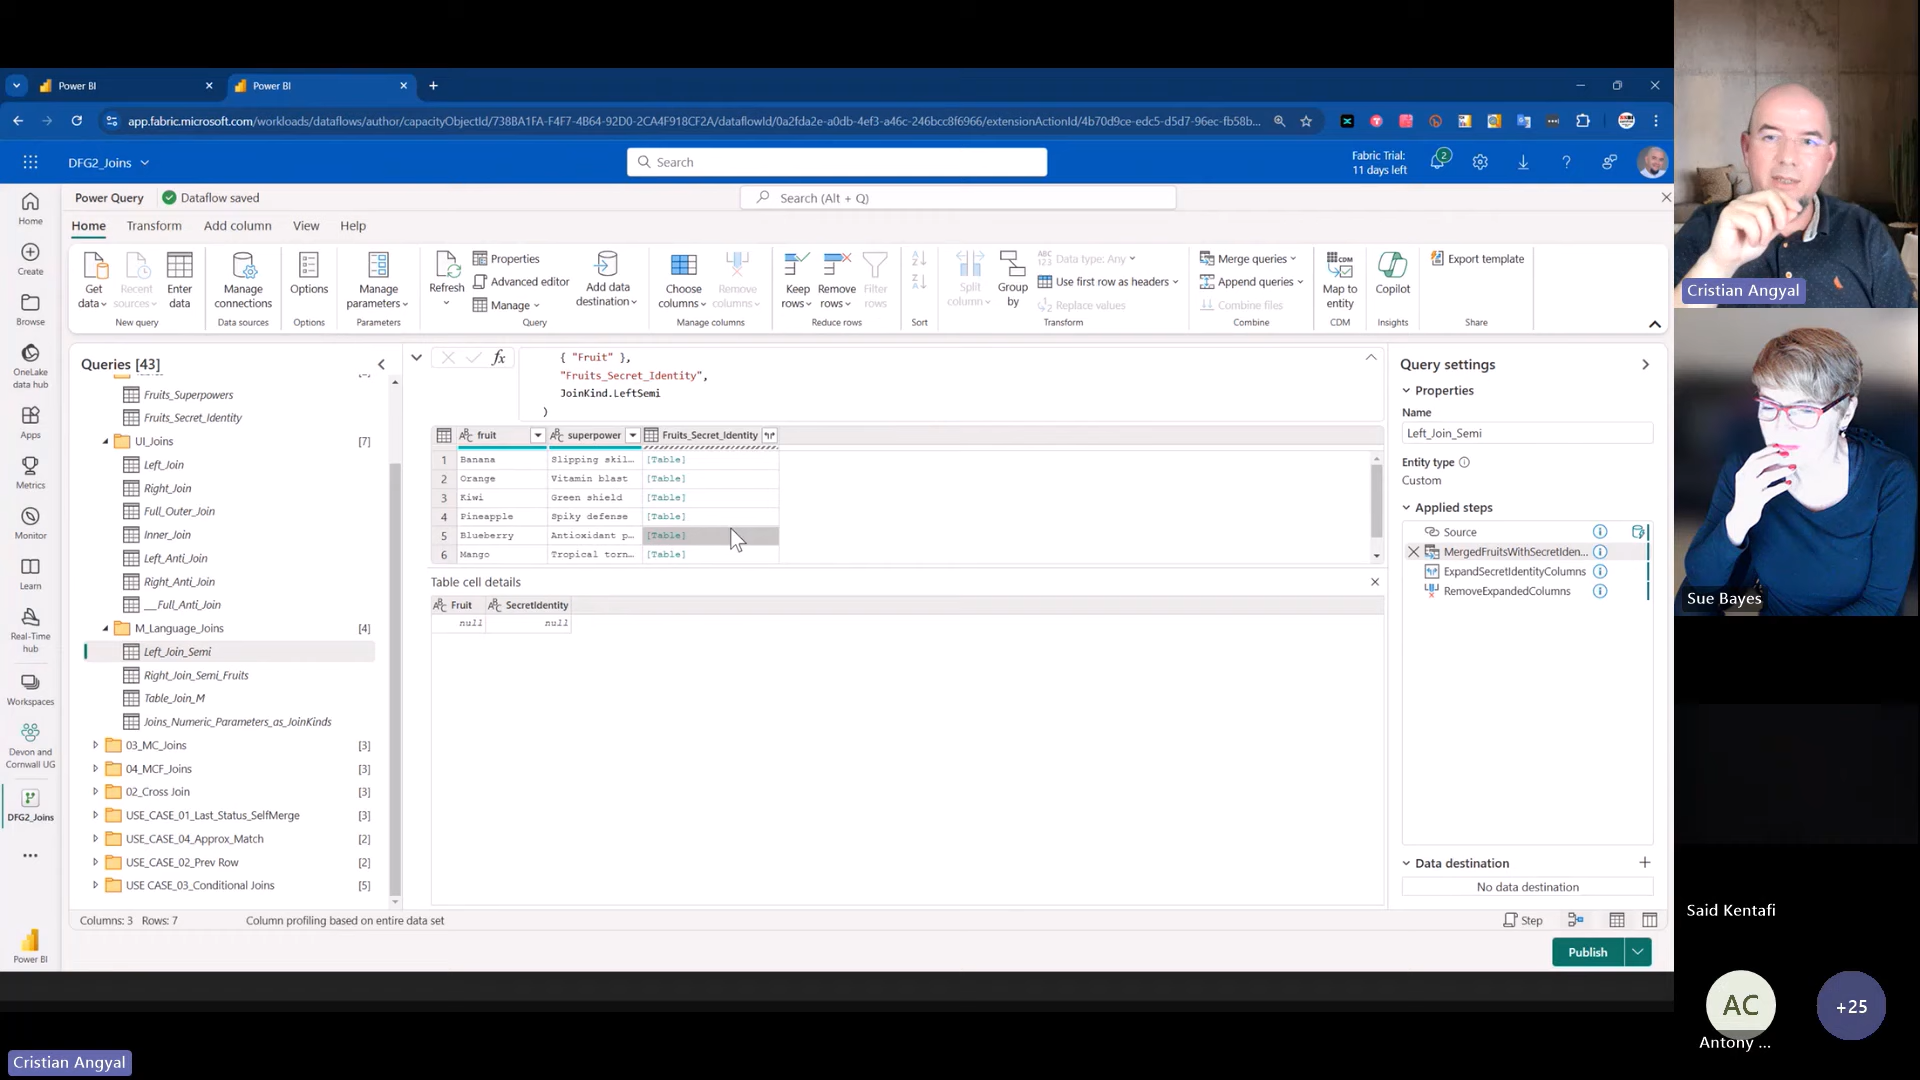 Power BI
Power BI
app.fabric.microsoft.com/workloads/dataflows/author/capacityObjectId/738BA1FA-F4F7-4B64-92D0-2CA4F918CF2A/dataflowId/0a2fda2e-a0db-4ef3-a46c-246bcc8f6966/extensionActionId/4b70d9ce-edc5-d5d7-96ec-fb58b...
DFG2_Joins
Search
Fabric Trial:
11 days left
2
Power Query
Dataflow saved
Search (Alt + Q)
Home
Transform
Add column
View
Help
Get data
Recent sources
Enter data
New query
Manage connections
Data sources
Options
Options
Manage parameters
Parameters
Refresh
Properties
Advanced editor
Manage
Query
Add data destination
Choose columns
Remove columns
Manage columns
Keep rows
Remove rows
Filter rows
Reduce rows
Sort
Split column
Group by
Data type: Any
Use first row as headers
Replace values
Transform
Merge queries
Append queries
Combine files
Combine
Map to entity
CDM
Copilot
Insights
Export template
Share
Home
Create
Browse
OneLake data hub
Apps
Metrics
Monitor
Learn
Real-Time hub
Workspaces
Devon and Cornwall UG
DFG2_Joins
Power BI
Queries [43]
Fruits_Superpowers
Fruits_Secret_Identity
UI_Joins [7]
Left_Join
Right_Join
Full_Outer_Join
Inner_Join
Left_Anti_Join
Right_Anti_Join
__Full_Anti_Join
M_Language_Joins [4]
Left_Join_Semi
Right_Join_Semi_Fruits
Table_Join_M
Joins_Numeric_Parameters_as_JoinKinds
03_MC_Joins [3]
04_MCF_Joins [3]
02_Cross Join [3]
USE_CASE_01_Last_Status_SelfMerge [3]
USE_CASE_04_Approx_Match [2]
USE_CASE_02_Prev Row [2]
USE CASE_03_Conditional Joins [5]
fx
{ "Fruit" },
"Fruits_Secret_Identity",
JoinKind.LeftSemi
)
fruit superpower Fruits_Secret_Identity
1 Banana Slipping skil... [Table]
2 Orange Vitamin blast [Table]
3 Kiwi Green shield [Table]
4 Pineapple Spiky defense [Table]
5 Blueberry Antioxidant p... [Table]
6 Mango Tropical torn... [Table]
Table cell details
Fruit SecretIdentity
null null
Query settings
Properties
Name
Left_Join_Semi
Entity type
Custom
Applied steps
Source
MergedFruitsWithSecretIden...
ExpandSecretIdentityColumns
RemoveExpandedColumns
Data destination
No data destination
Columns: 3 Rows: 7
Column profiling based on entire data set
Step
Publish
Cristian Angyal
Sue Bayes
Said Kentafi
AC
Antony ...
+25
Cristian Angyal